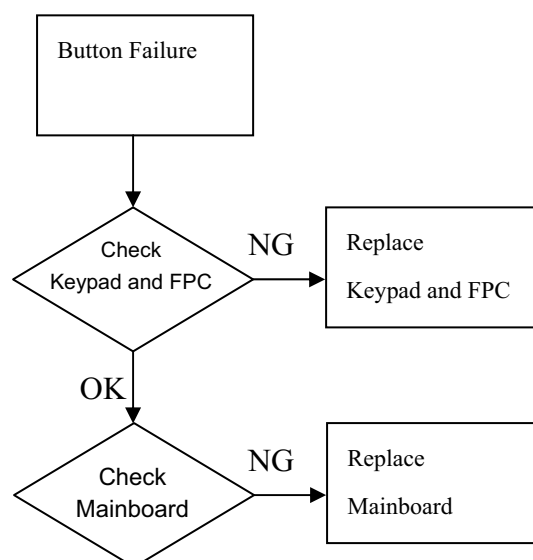 Button Failure
Check
Keypad and FPC
NG
Replace
Keypad and FPC
OK
Check
Mainboard
NG
Replace
Mainboard